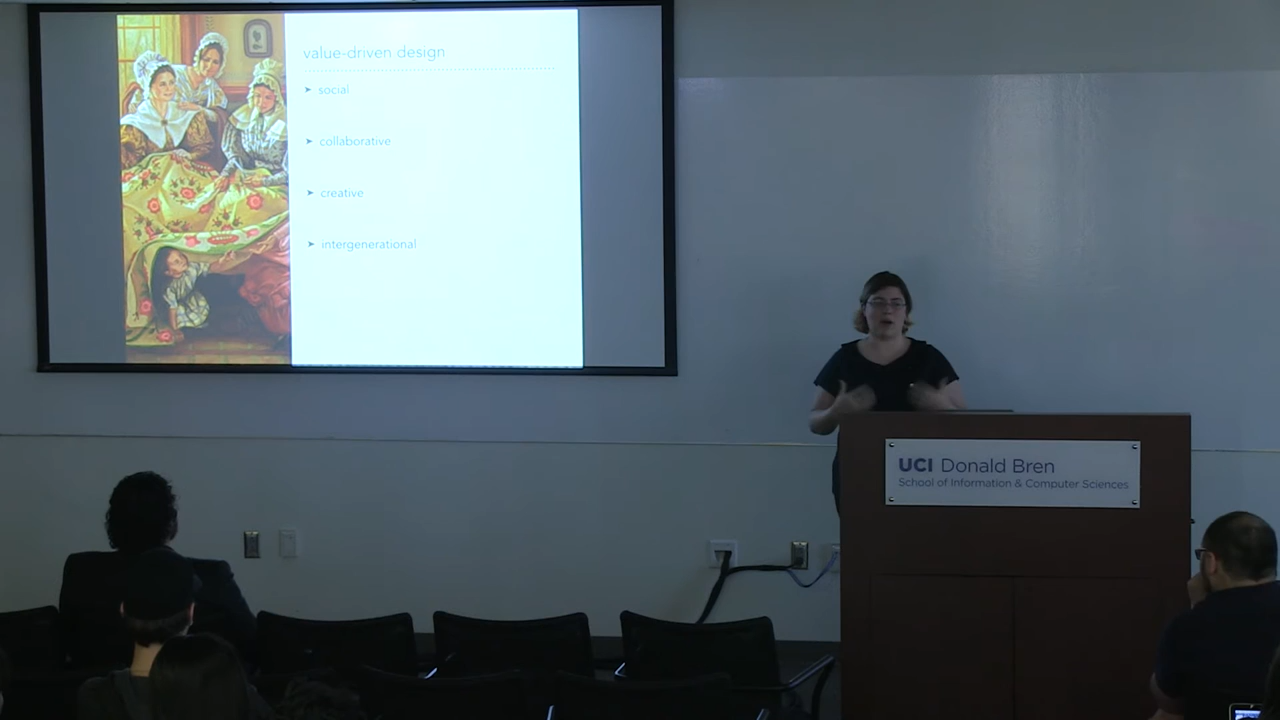 value-driven design
➤ social
➤ collaborative
➤ creative
➤ intergenerational
UCI Donald Bren
School of Information & Computer Sciences